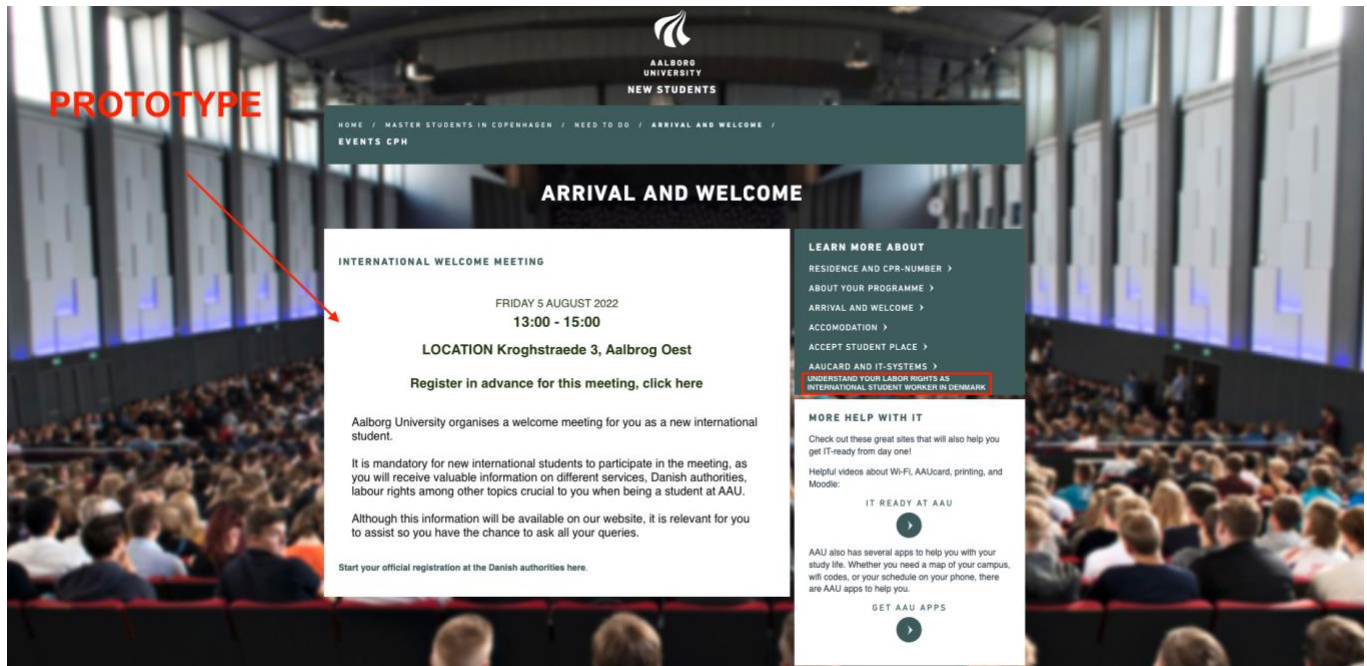 AALBORG
UNIVERSITY
NEW STUDENTS
PROTOTYPE
HOME / MASTER STUDENTS IN COPENHAGEN / NEED TO DO / ARRIVAL AND WELCOME /
EVENTS CPH
ARRIVAL AND WELCOME
INTERNATIONAL WELCOME MEETING
FRIDAY 5 AUGUST 2022
13:00 - 15:00
LOCATION Kroghstraede 3, Aalbrog Oest
Register in advance for this meeting, click here
Aalborg University organises a welcome meeting for you as a new international
student.
It is mandatory for new international students to participate in the meeting, as
you will receive valuable information on different services, Danish authorities,
labour rights among other topics crucial to you when being a student at AAU.
Although this information will be available on our website, it is relevant for you
to assist so you have the chance to ask all your queries.
Start your official registration at the Danish authorities here.
LEARN MORE ABOUT
RESIDENCE AND CPR-NUMBER >
ABOUT YOUR PROGRAMME >
ARRIVAL AND WELCOME >
ACCOMODATION >
ACCEPT STUDENT PLACE >
AAUCARD AND IT-SYSTEMS >
UNDERSTAND YOUR LABOR RIGHTS AS
INTERNATIONAL STUDENT WORKER IN DENMARK
MORE HELP WITH IT
Check out these great sites that will also help you
get IT-ready from day one!
Helpful videos about Wi-Fi, AAUcard, printing, and
Moodle:
IT READY AT AAU
AAU also has several apps to help you with your
study life. Whether you need a map of your campus,
wifi codes, or your schedule on your phone, there
are AAU apps to help you.
GET AAU APPS